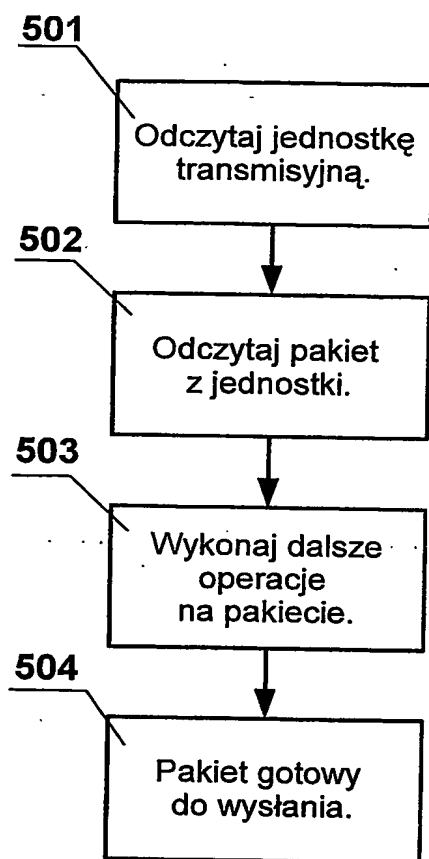 501
Odczytaj jednostkę
transmisyjną.
502
Odczytaj pakiet
z jednostki.
503
Wykonaj dalsze
operacje
na pakiecie.
504
Pakiet gotowy
do wysłania.